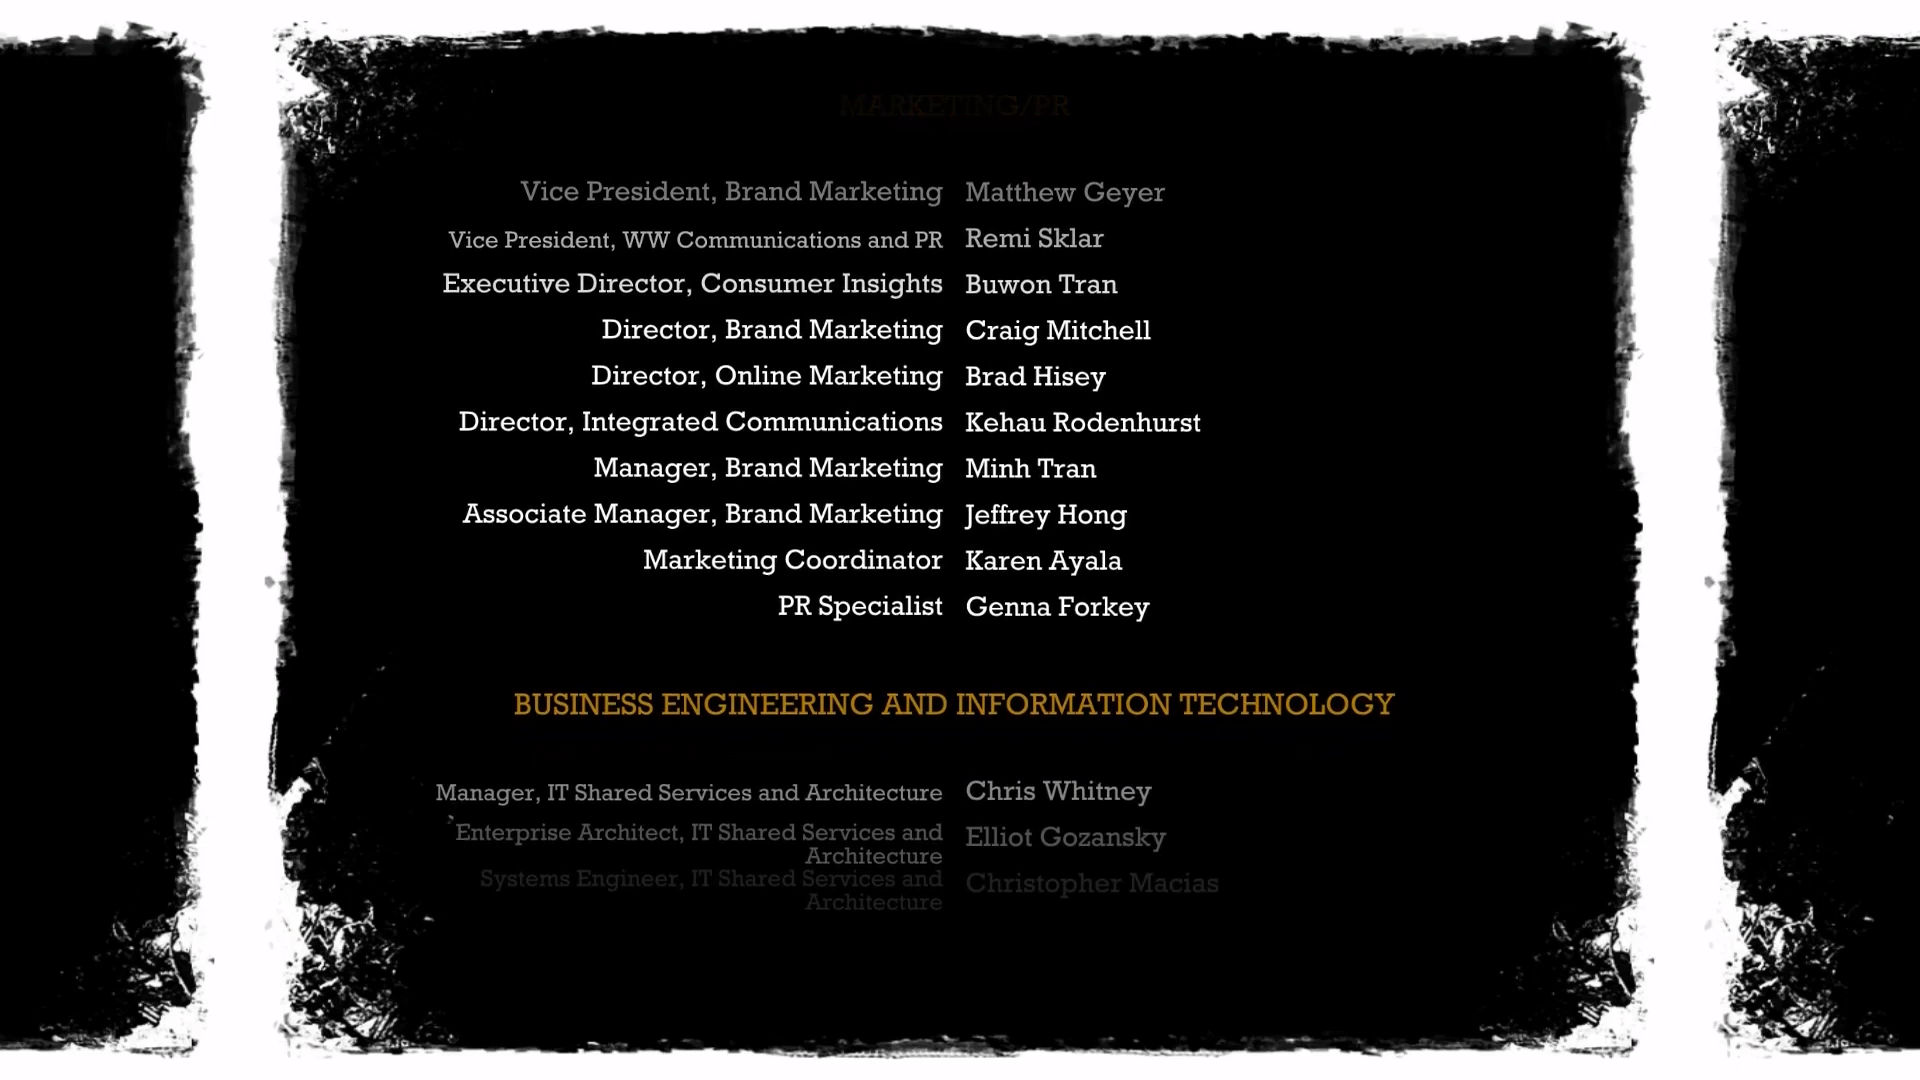 MARKETING/PR
Vice President, Brand Marketing Matthew Geyer
Vice President, WW Communications and PR Remi Sklar
Executive Director, Consumer Insights Buwon Tran
Director, Brand Marketing Craig Mitchell
Director, Online Marketing Brad Hisey
Director, Integrated Communications Kehau Rodenhurst
Manager, Brand Marketing Minh Tran
Associate Manager, Brand Marketing Jeffrey Hong
Marketing Coordinator Karen Ayala
PR Specialist Genna Forkey
BUSINESS ENGINEERING AND INFORMATION TECHNOLOGY
Manager, IT Shared Services and Architecture Chris Whitney
Enterprise Architect, IT Shared Services and Elliot Gozansky
Architecture
Systems Engineer, IT Shared Services and Christopher Macias
Architecture